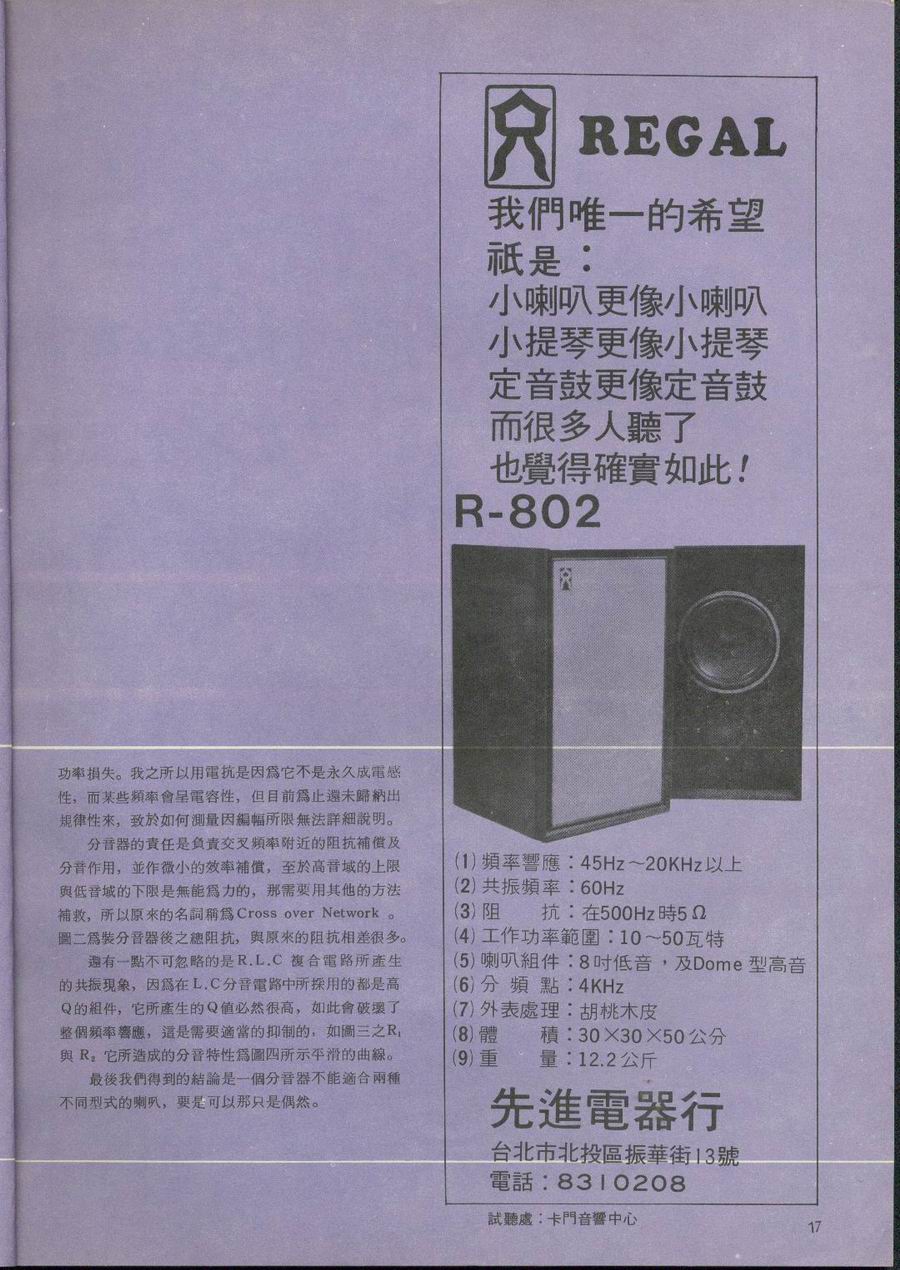 功率損失。我之所以用電抗是因爲它不是永久成電感
性，而某些頻率會呈電容性，但目前爲止還未歸納出
規律性來，致於如何測量因編幅所限無法詳細說明。
分音器的責任是負責交叉頻率附近的阻抗補償及
分音作用，並作微小的效率補償，至於高音域的上限
與低音域的下限是無能爲力的，那需要用其他的方法
補救，所以原來的名詞稱爲Cross over Network 。
圖二爲裝分音器後之總阻抗，與原來的阻抗相差很多。
還有一點不可忽略的是R.L.C 複合電路所產生
的共振現象，因爲在L.C分音電路中所採用的都是高
Q的組件，它所產生的Q値必然很高，如此會破壞了
整個頻率響應，這是需要適當的抑制的，如圖三之R₁
與 R₂ 它所造成的分音特性爲圖四所示平滑的曲線。
最後我們得到的結論是一個分音器不能適合兩種
不同型式的喇叭，要是可以那只是偶然。
REGAL
我們唯一的希望
祇是：
小喇叭更像小喇叭
小提琴更像小提琴
定音鼓更像定音鼓
而很多人聽了
也覺得確實如此！
R-802
(1) 頻率響應：45Hz～20KHz以上
(2) 共振頻率：60Hz
(3) 阻　　抗：在500Hz時5Ω
(4) 工作功率範圍：10～50瓦特
(5) 喇叭組件：8吋低音，及Dome 型高音
(6) 分 頻 點：4KHz
(7) 外表處理：胡桃木皮
(8) 體　　積：30×30×50公分
(9) 重　　量：12.2公斤
先進電器行
台北市北投區振華街13號
電話：8310208
試聽處：卡門音響中心
17